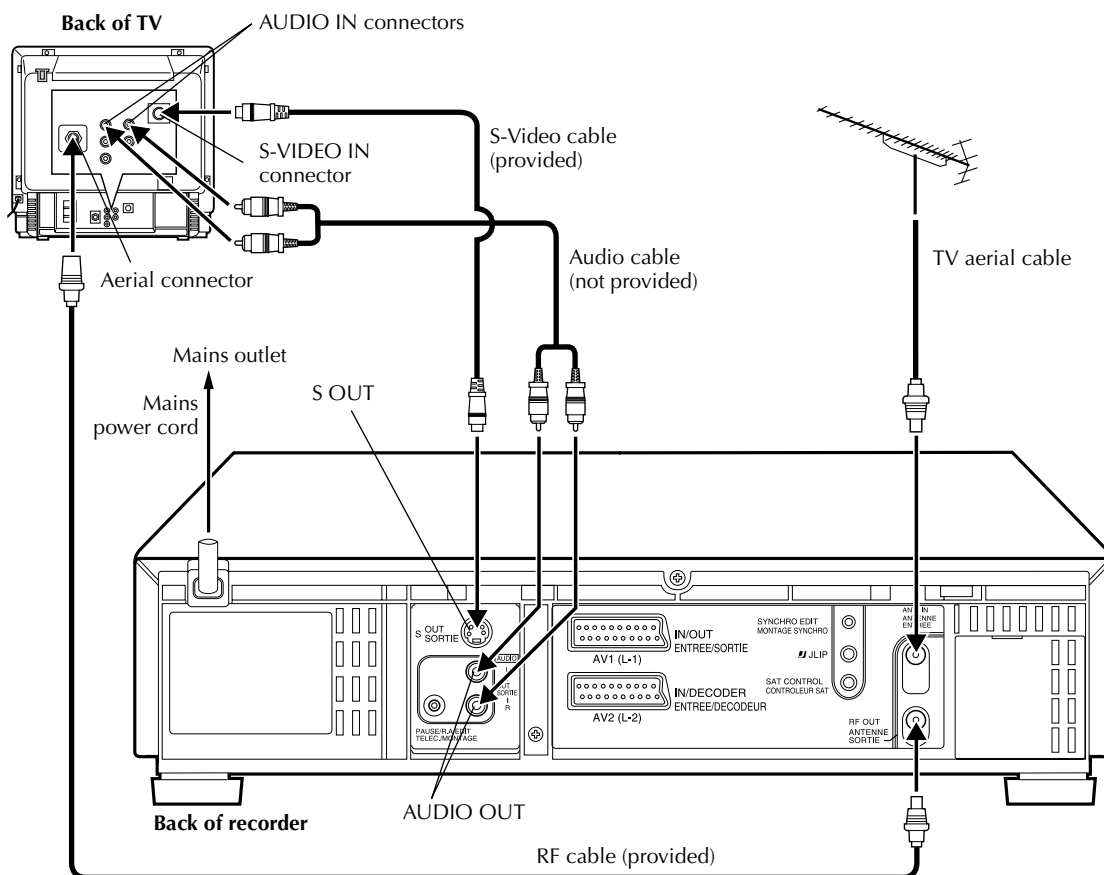 Back of TV
AUDIO IN connectors
S-VIDEO IN
connector
S-Video cable
(provided)
Aerial connector
Audio cable
(not provided)
TV aerial cable
Mains outlet
Mains
power cord
S OUT
S OUT
SORTIE
AUDIO
L
OUT
SORTIE
R
PAUSE/R.A.EDIT
TELEC./MONTAGE
IN/OUT
ENTREE/SORTIE
AV1 (L-1)
IN/DECODER
ENTREE/DECODEUR
AV2 (L-2)
SYNCHRO EDIT
MONTAGE SYNCHRO
JLIP
SAT CONTROL
CONTROLEUR SAT
ANT. IN
ANTENNE
ENTREE
RF OUT
ANTENNE
SORTIE
AUDIO OUT
Back of recorder
RF cable (provided)